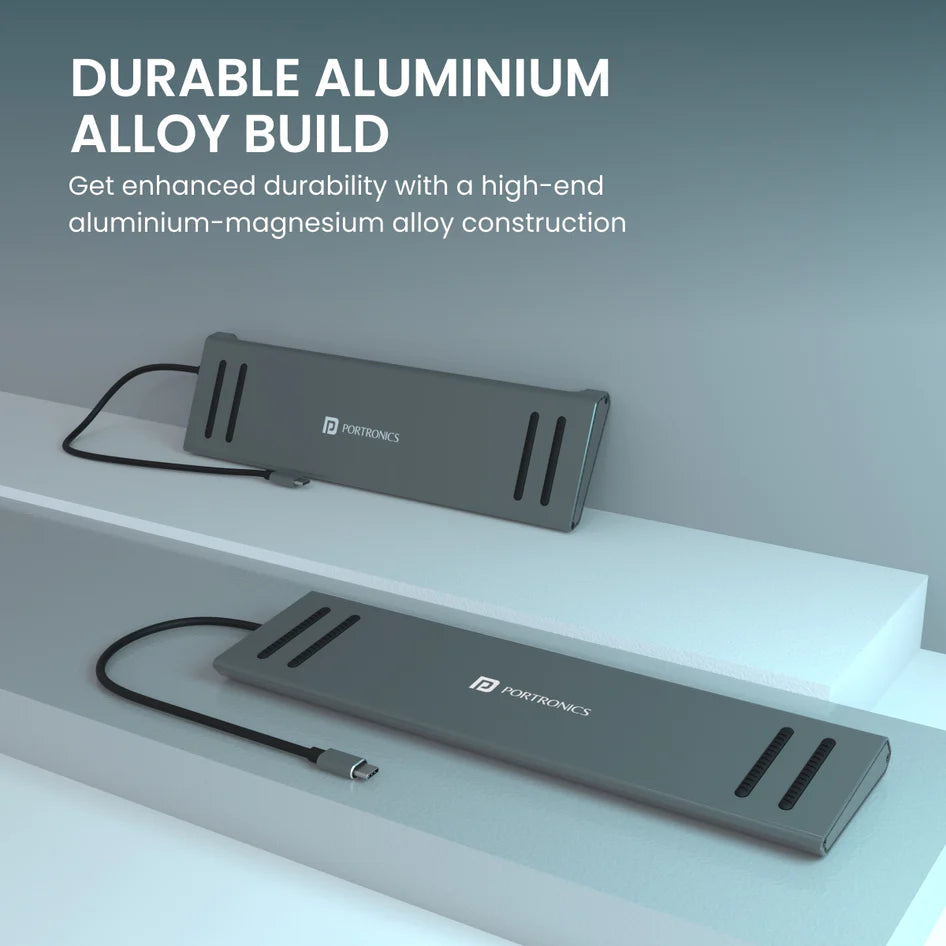 DURABLE ALUMINIUM
ALLOY BUILD
Get enhanced durability with a high-end
aluminium-magnesium alloy construction
PORTRONICS
PORTRONICS